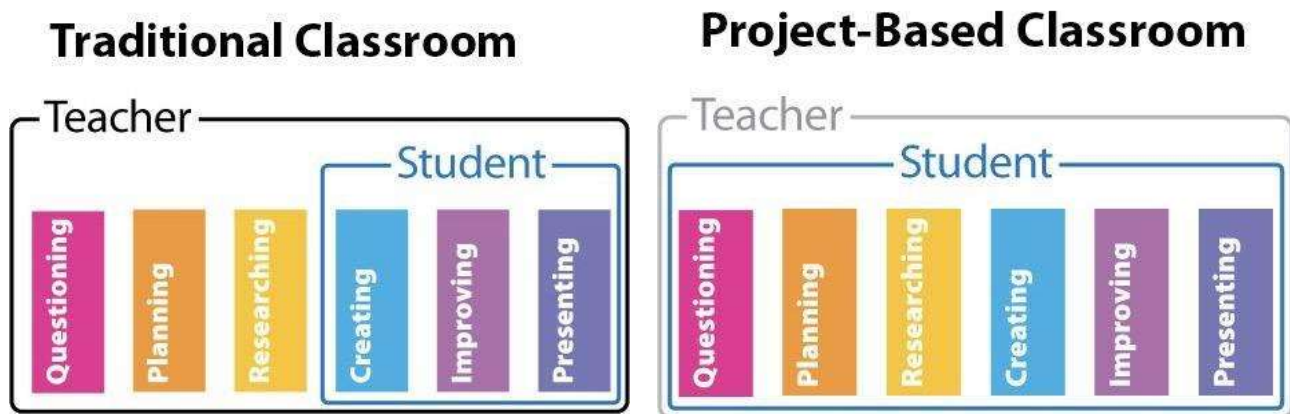 Traditional Classroom
Teacher
Student
Questioning
Planning
Researching
Creating
Improving
Presenting
Project-Based Classroom
Teacher
Student
Questioning
Planning
Researching
Creating
Improving
Presenting